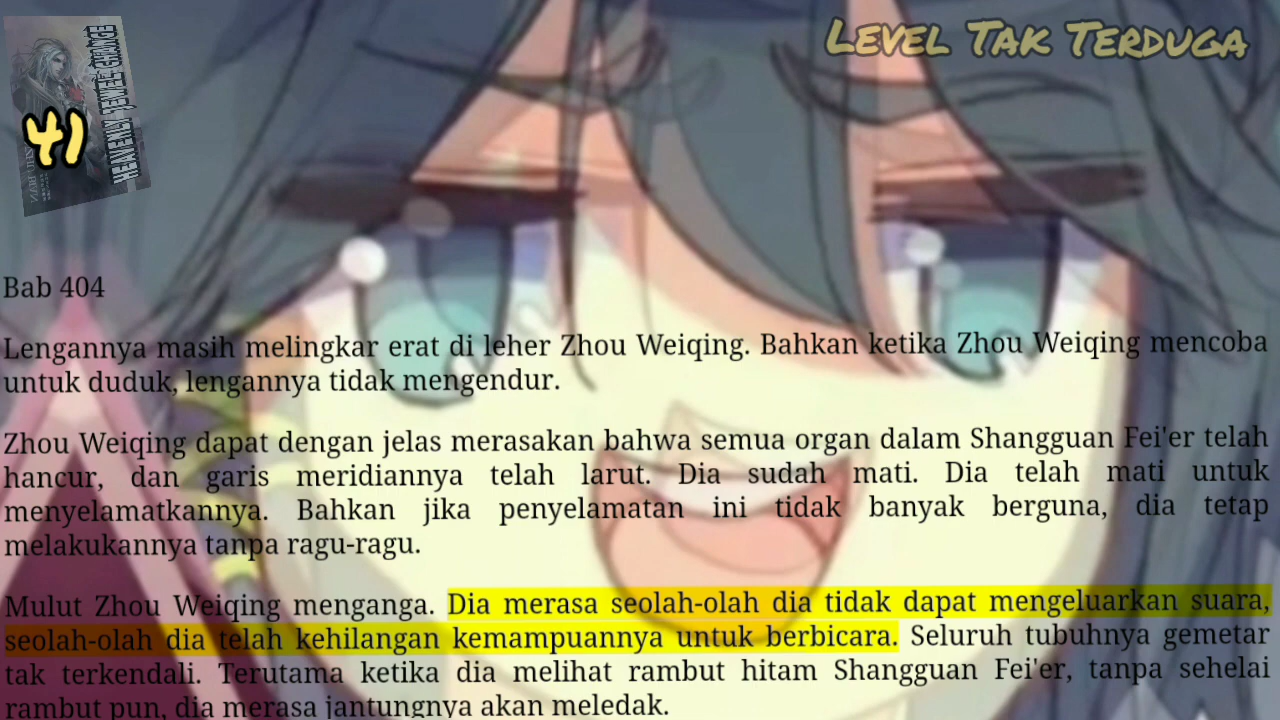 Level Tak Terduga
HEAVENLY JEWEL CHANGE
41
Bab 404
Lengannya masih melingkar erat di leher Zhou Weiqing. Bahkan ketika Zhou Weiqing mencoba
untuk duduk, lengannya tidak mengendur.
Zhou Weiqing dapat dengan jelas merasakan bahwa semua organ dalam Shangguan Fei'er telah
hancur, dan garis meridiannya telah larut. Dia sudah mati. Dia telah mati untuk
menyelamatkannya. Bahkan jika penyelamatan ini tidak banyak berguna, dia tetap
melakukannya tanpa ragu-ragu.
Mulut Zhou Weiqing menganga. Dia merasa seolah-olah dia tidak dapat mengeluarkan suara,
seolah-olah dia telah kehilangan kemampuannya untuk berbicara. Seluruh tubuhnya gemetar
tak terkendali. Terutama ketika dia melihat rambut hitam Shangguan Fei'er, tanpa sehelai
rambut pun, dia merasa jantungnya akan meledak.